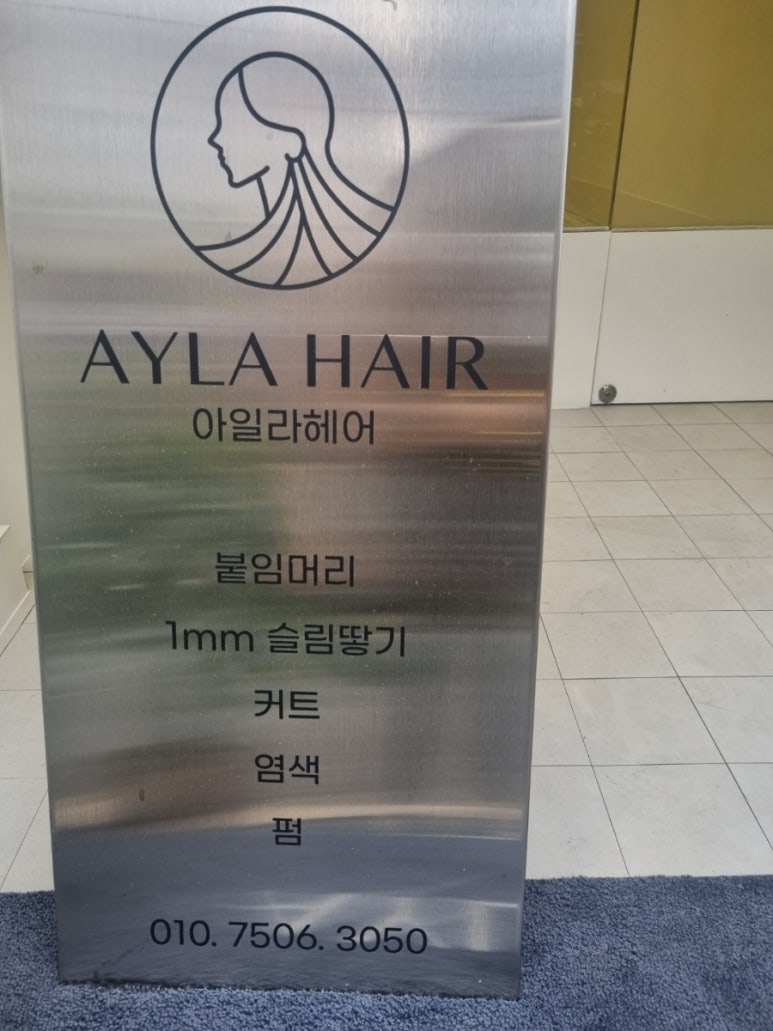 AYLA HAIR
아일라헤어
붙임머리
1mm 슬림땋기
커트
염색
펌
010. 7506. 3050